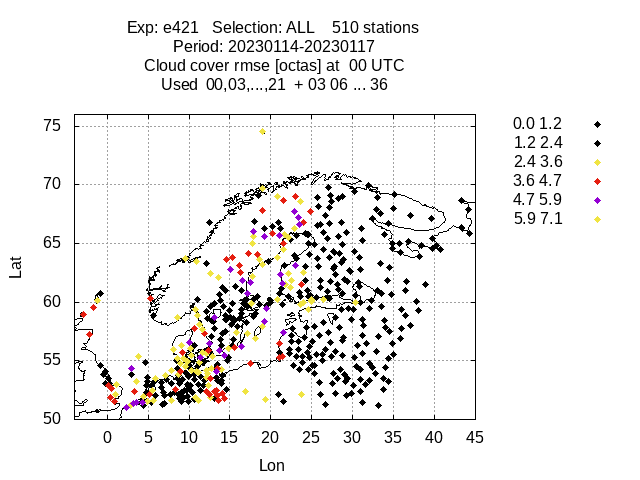 Exp: e421 Selection: ALL 510 stations
Period: 20230114-20230117
Cloud cover rmse [octas] at 00 UTC
Used 00,03,...,21 + 03 06 ... 36
75
70
65
60
55
50
Lat
0 5 10 15 20 25 30 35 40 45
Lon
0.0 1.2
1.2 2.4
2.4 3.6
3.6 4.7
4.7 5.9
5.9 7.1